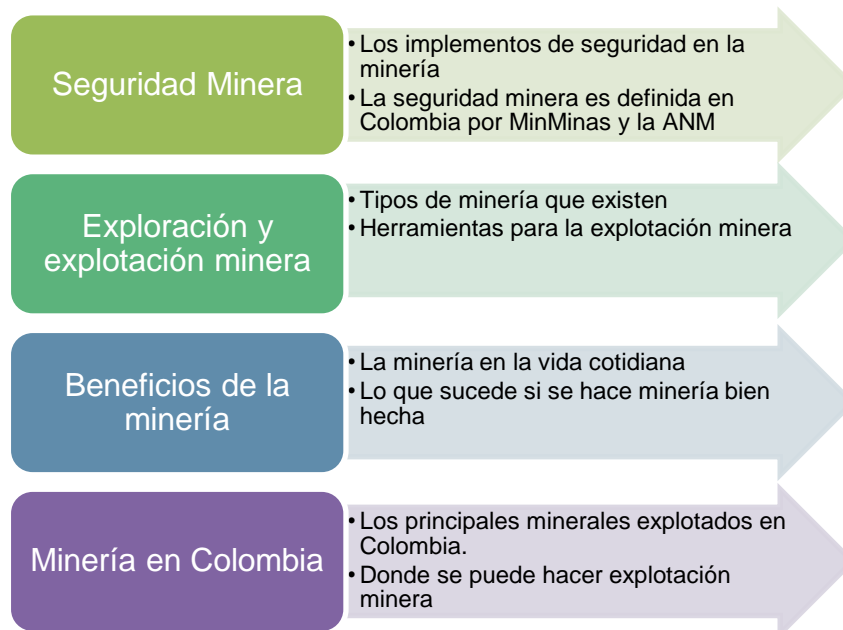 Seguridad Minera
• Los implementos de seguridad en la
minería
• La seguridad minera es definida en
Colombia por MinMinas y la ANM
Exploración y
explotación minera
• Tipos de minería que existen
• Herramientas para la explotación minera
Beneficios de la
minería
• La minería en la vida cotidiana
• Lo que sucede si se hace minería bien
hecha
Minería en Colombia
• Los principales minerales explotados en
Colombia.
• Donde se puede hacer explotación
minera